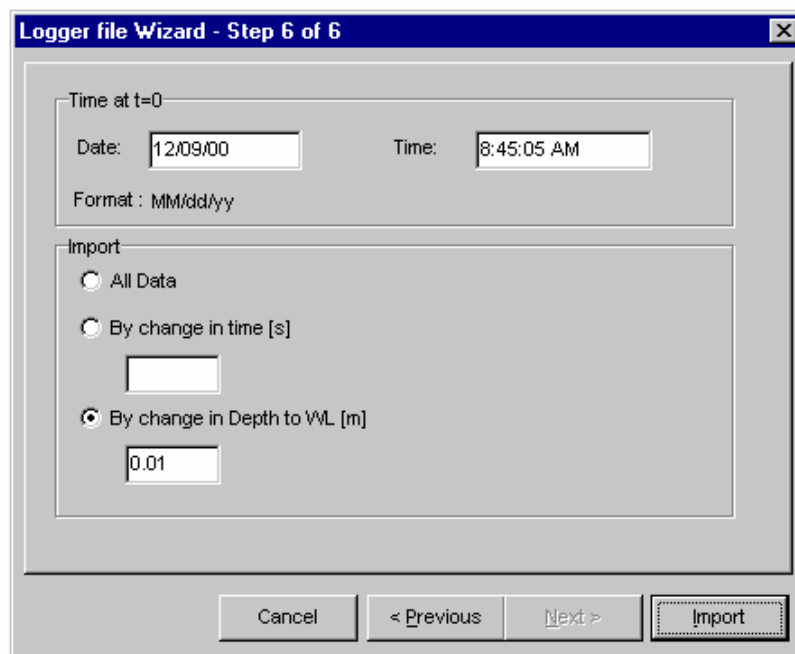 Logger file Wizard - Step 6 of 6
Time at t=0
Date: 12/09/00 Time: 8:45:05 AM
Format : MM/dd/yy
Import
All Data
By change in time [s]
By change in Depth to WL [m]
0.01
Cancel < Previous Next > Import